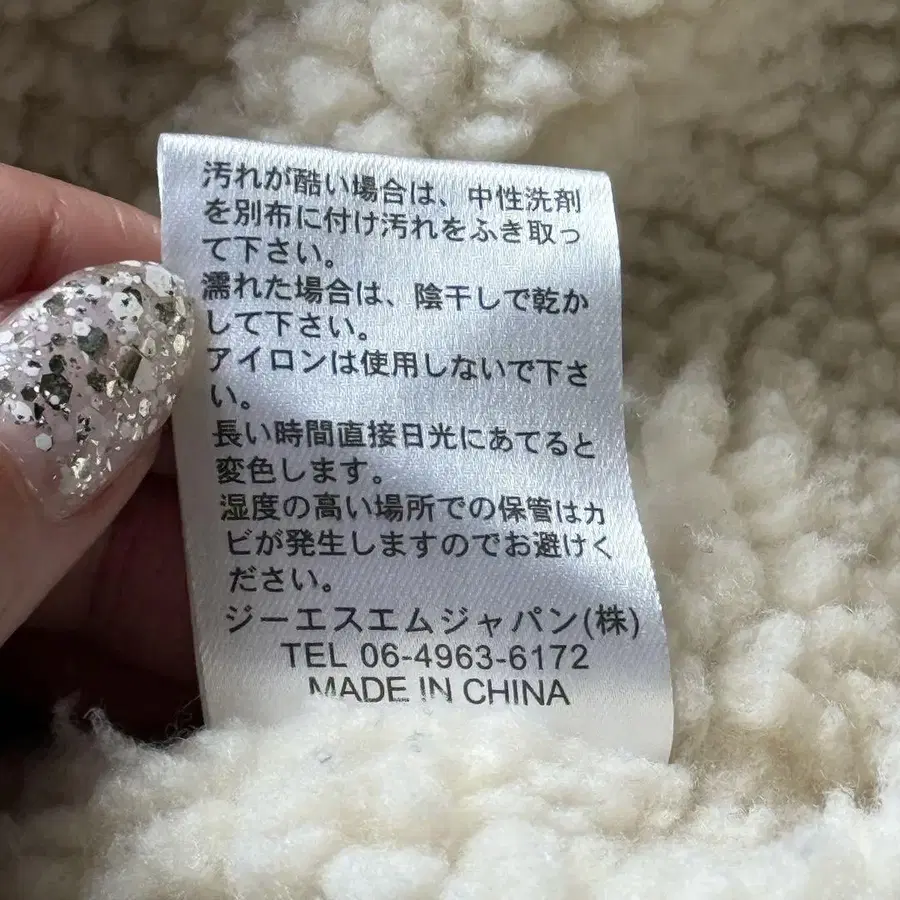 汚れが酷い場合は、中性洗剤
を別布に付け汚れをふき取っ
て下さい。
濡れた場合は、陰干しで乾か
して下さい。
アイロンは使用しないで下さ
い。
長い時間直接日光にあてると
変色します。
湿度の高い場所での保管はカ
ビが発生しますのでお避けく
ださい。
ジーエスエムジャパン(株)
TEL 06-4963-6172
MADE IN CHINA